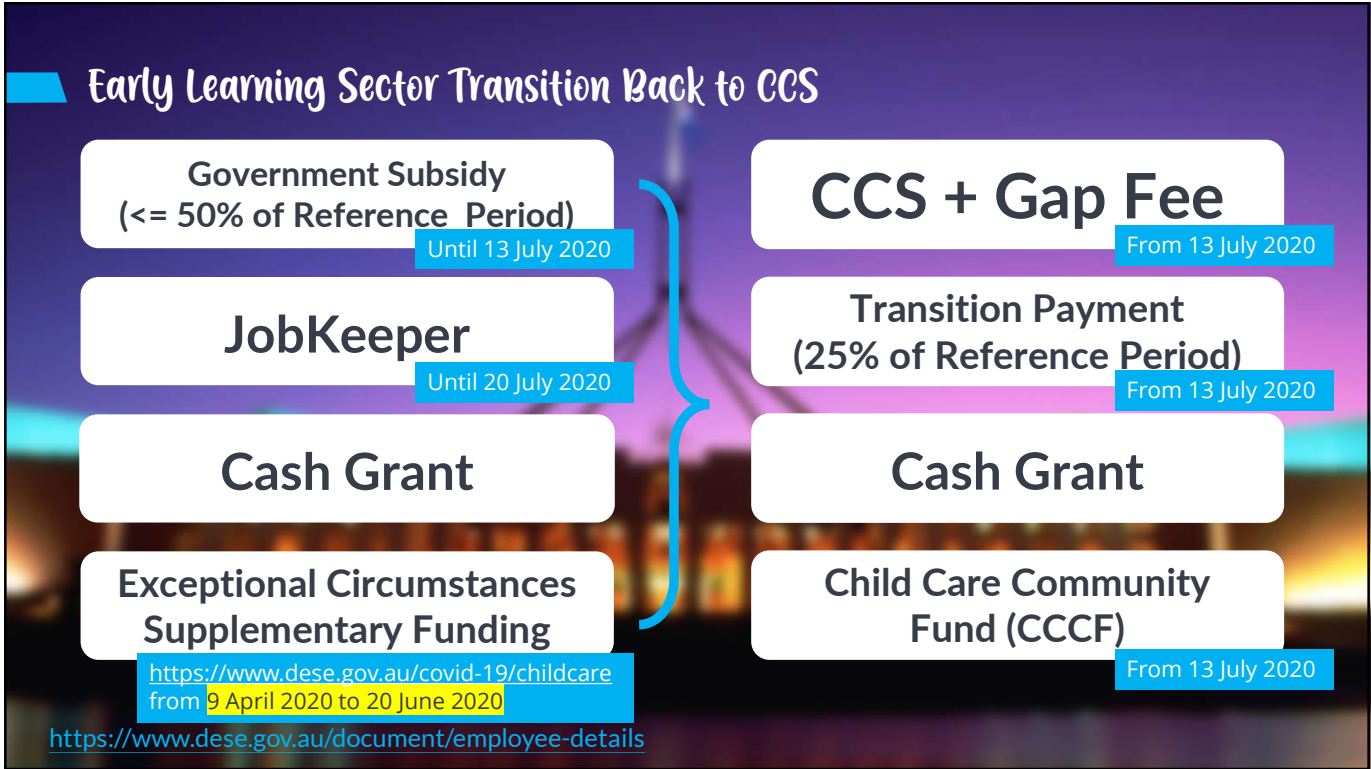 Early Learning Sector Transition Back to CCS
Government Subsidy
(<= 50% of Reference Period)
Until 13 July 2020
JobKeeper
Until 20 July 2020
Cash Grant
Exceptional Circumstances
Supplementary Funding
https://www.dese.gov.au/covid-19/childcare
from 9 April 2020 to 20 June 2020
https://www.dese.gov.au/document/employee-details
CCS + Gap Fee
From 13 July 2020
Transition Payment
(25% of Reference Period)
From 13 July 2020
Cash Grant
Child Care Community
Fund (CCCF)
From 13 July 2020